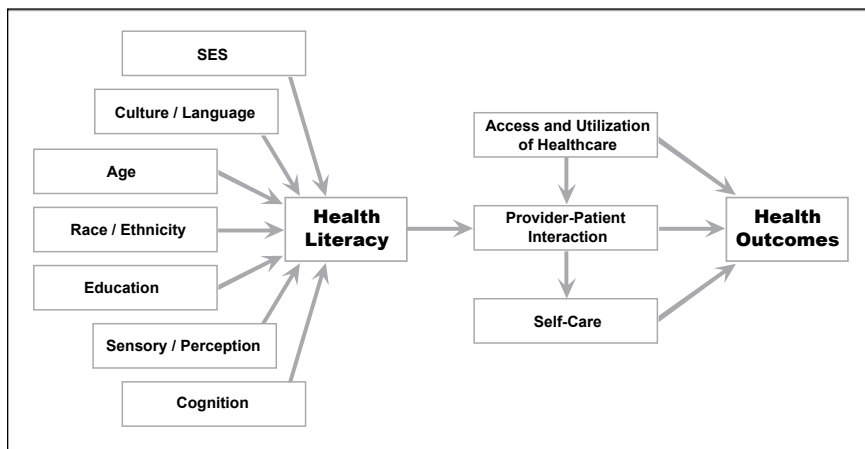 SES
Culture / Language
Age
Race / Ethnicity
Education
Sensory / Perception
Cognition
Health
Literacy
Access and Utilization
of Healthcare
Provider-Patient
Interaction
Self-Care
Health
Outcomes